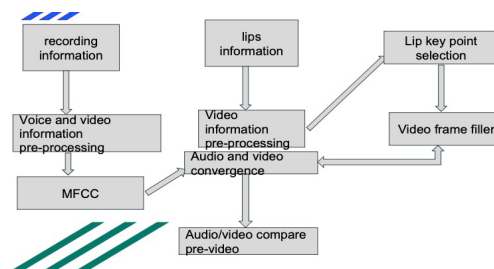 recording
information
lips
information
Lip key point
selection
Voice and video
information
pre-processing
Video
information
pre-processing
Video frame filler
Audio and video
convergence
MFCC
Audio/video compare
pre-video